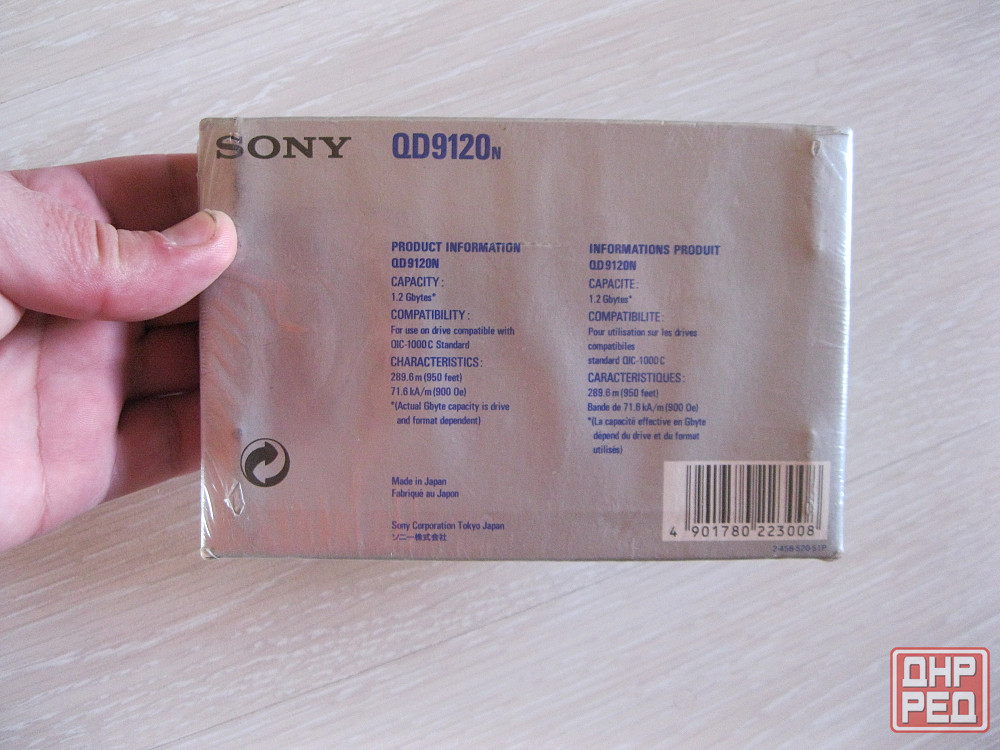 SONY QD9120N
PRODUCT INFORMATION
QD9120N
CAPACITY:
1.2 Gbytes*
COMPATIBILITY:
For use on drive compatible with
QIC-1000C Standard
CHARACTERISTICS:
289.6 m (950 feet)
71.6 kA/m (900 Oe)
*(Actual Gbyte capacity is drive
and format dependent)
INFORMATIONS PRODUIT
QD9120N
CAPACITE:
1.2 Gbytes*
COMPATIBILITE:
Pour utilisation sur les drives
compatibiles
standard QIC-1000C
CARACTERISTIQUES:
289.6 m (950 feet)
Bande de 71.6 kA/m (900 Oe)
*(La capacité effective en Gbyte
dépend du drive et du format
utilisés)
Made in Japan
Fabriqué au Japon
Sony Corporation Tokyo Japan
ソニー株式会社
4 901780 223008
ДНР
РЕД